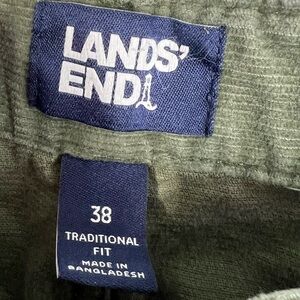 LANDS'
END
38
TRADITIONAL
FIT
MADE IN
BANGLADESH